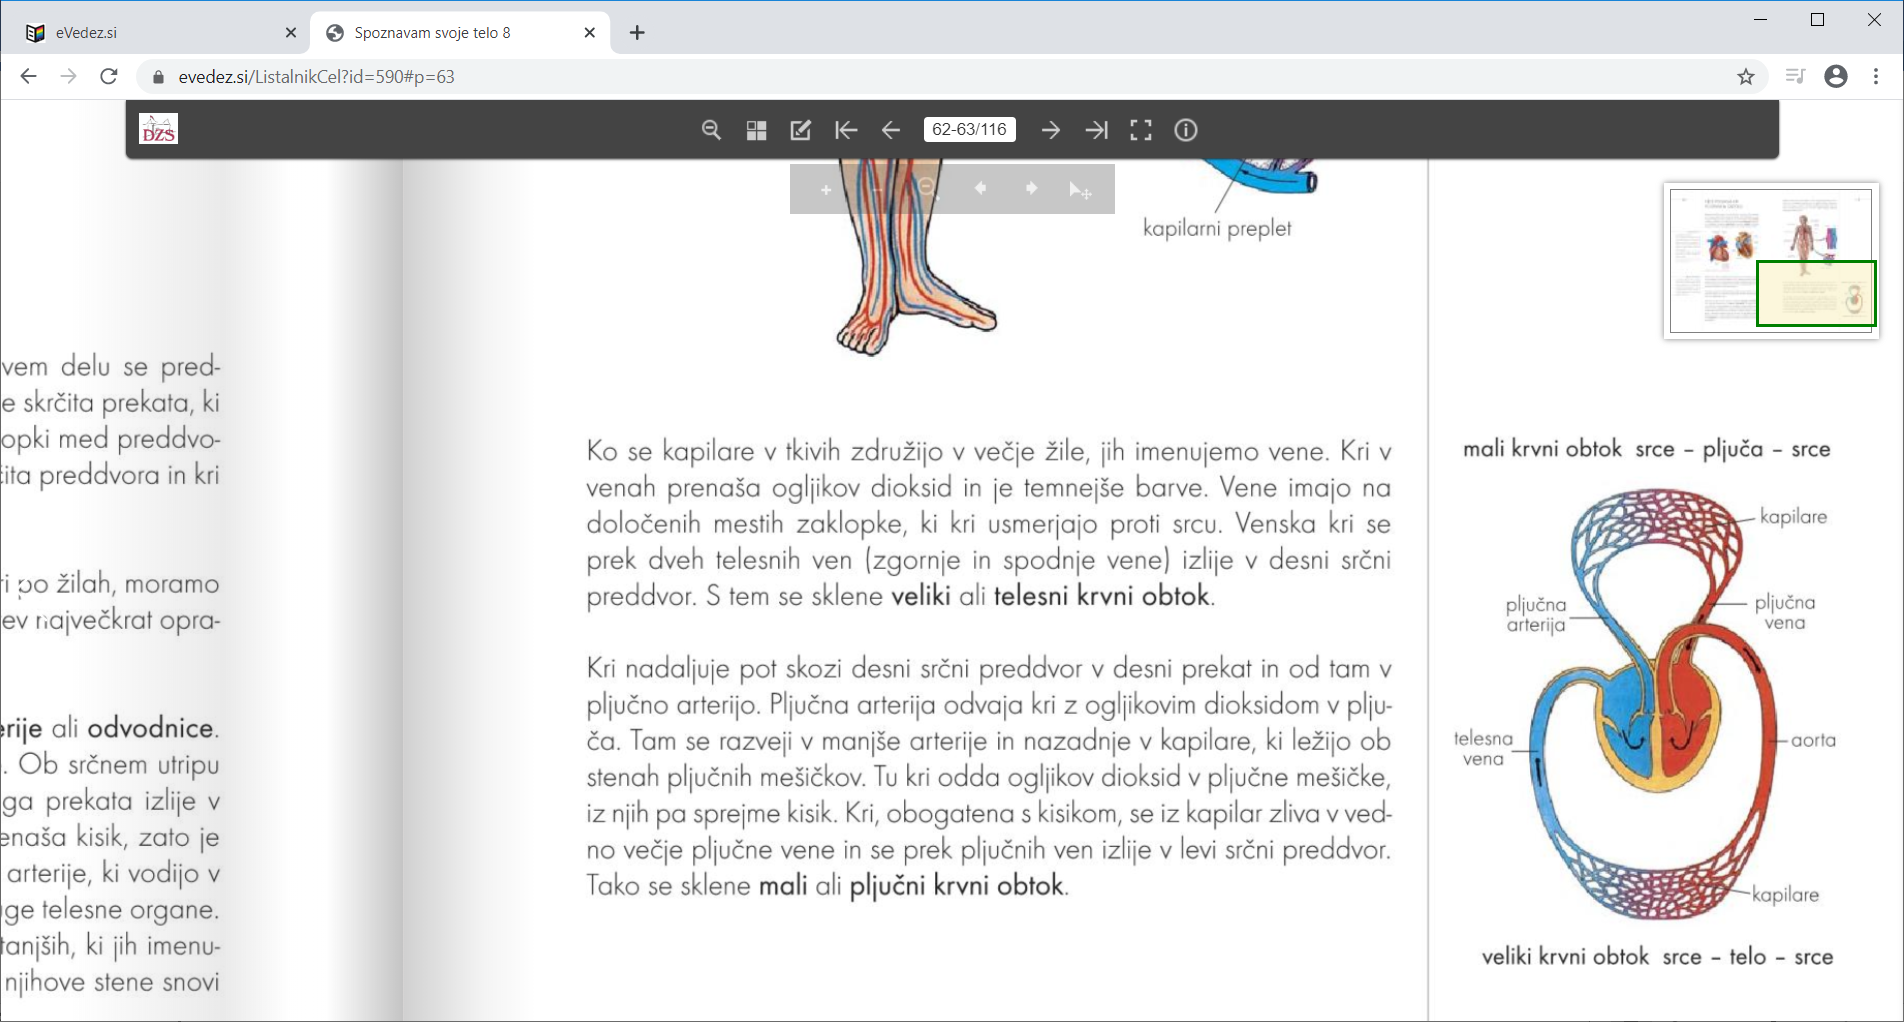 eVedez.si
Spoznavam svoje telo 8
evedez.si/ListalnikCel?id=590#p=63
DZS
62-63/116
kapilarni preplet
vem delu se pred-
e skrčita prekata, ki
opki med preddvo-
čita preddvora in kri
ri po žilah, moramo
ev največkrat opra-
erije ali odvodnice.
. Ob srčnem utripu
ga prekata izlije v
enaša kisik, zato je
arterije, ki vodijo v
uge telesne organe.
tanjših, ki jih imenu-
njihove stene snovi
Ko se kapilare v tkivih združijo v večje žile, jih imenujemo vene. Kri v
venah prenaša ogljikov dioksid in je temnejše barve. Vene imajo na
določenih mestih zaklopke, ki kri usmerjajo proti srcu. Venska kri se
prek dveh telesnih ven (zgornje in spodnje vene) izlije v desni srčni
preddvor. S tem se sklene veliki ali telesni krvni obtok.
Kri nadaljuje pot skozi desni srčni preddvor v desni prekat in od tam v
pljučno arterijo. Pljučna arterija odvaja kri z ogljikovim dioksidom v plju-
ča. Tam se razveji v manjše arterije in nazadnje v kapilare, ki ležijo ob
stenah pljučnih mešičkov. Tu kri odda ogljikov dioksid v pljučne mešičke,
iz njih pa sprejme kisik. Kri, obogatena s kisikom, se iz kapilar zliva v ved-
no večje pljučne vene in se prek pljučnih ven izlije v levi srčni preddvor.
Tako se sklene mali ali pljučni krvni obtok.
mali krvni obtok srce – pljuča – srce
kapilare
pljučna
arterija
pljučna
vena
telesna
vena
aorta
kapilare
veliki krvni obtok srce – telo – srce